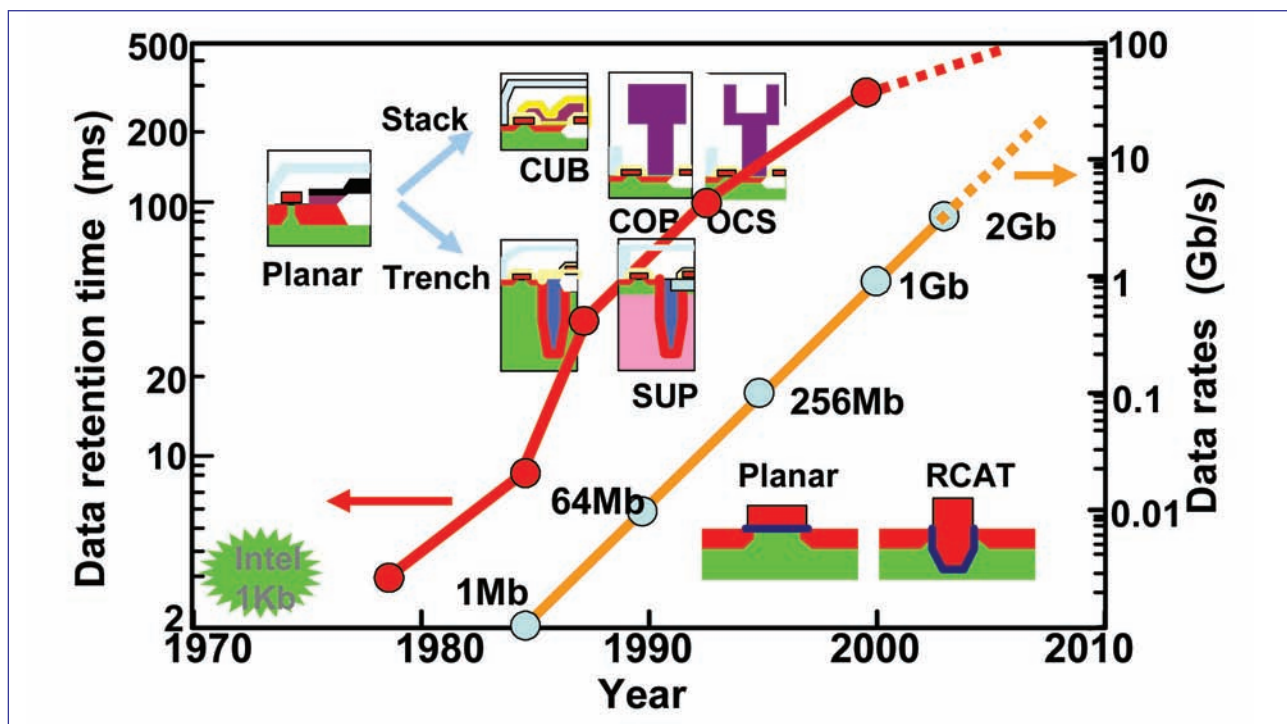 500
200
100
20
10
2
Data retention time (ms)
1970
1980
1990
2000
2010
Year
100
10
1
0.1
0.01
Data rates (Gb/s)
Planar
Stack
Trench
CUB
COB
OCS
SUP
2Gb
1Gb
256Mb
64Mb
1Mb
Intel
1Kb
Planar
RCAT